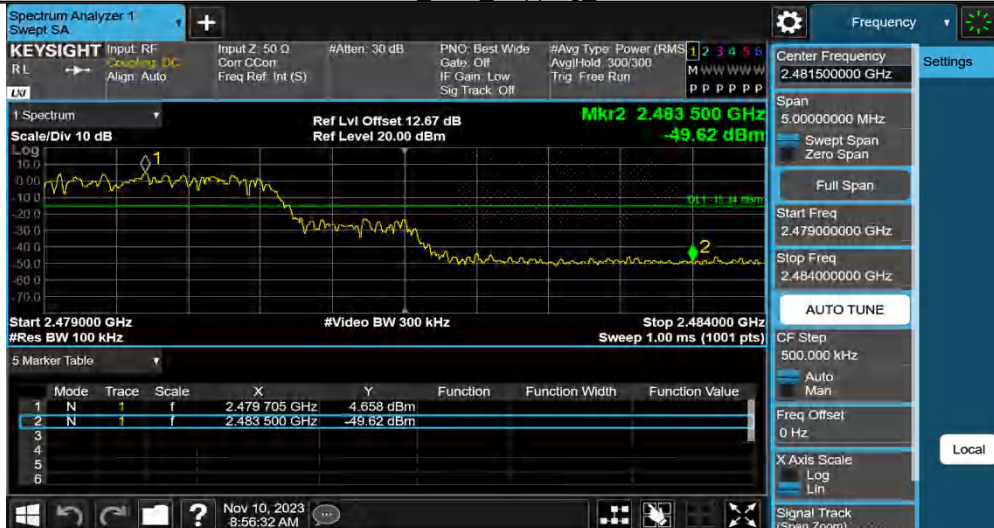 Spectrum Analyzer 1
Swept SA
Frequency
KEYSIGHT
RL
LXI
Input: RF
Coupling: DC
Align: Auto
Input Z: 50 Ω
Corr CCorr
Freq Ref: Int (S)
#Atten: 30 dB
PNO: Best Wide
Gate: Off
IF Gain: Low
Sig Track: Off
#Avg Type: Power (RMS
Avg|Hold: 300/300
Trig: Free Run
1 2 3 4 5 6
M W W W W W
P P P P P P
1 Spectrum
Scale/Div 10 dB
Ref Lvl Offset 12.67 dB
Ref Level 20.00 dBm
Mkr2 2.483 500 GHz
-49.62 dBm
Log
10.0
0.00
-10.0
-20.0
-30.0
-40.0
-50.0
-60.0
-70.0
1
2
Start 2.479000 GHz
#Res BW 100 kHz
#Video BW 300 kHz
Stop 2.484000 GHz
Sweep 1.00 ms (1001 pts)
5 Marker Table
Mode Trace Scale X Y Function Function Width Function Value
1 N 1 f 2.479 705 GHz 4.658 dBm
2 N 1 f 2.483 500 GHz -49.62 dBm
3
4
5
6
Nov 10, 2023
8:56:32 AM
Center Frequency
2.481500000 GHz
Span
5.00000000 MHz
Swept Span
Zero Span
Full Span
Start Freq
2.479000000 GHz
Stop Freq
2.484000000 GHz
AUTO TUNE
CF Step
500.000 kHz
Auto
Man
Freq Offset
0 Hz
X Axis Scale
Log
Lin
Signal Track
(Span Zoom)
Settings
Local